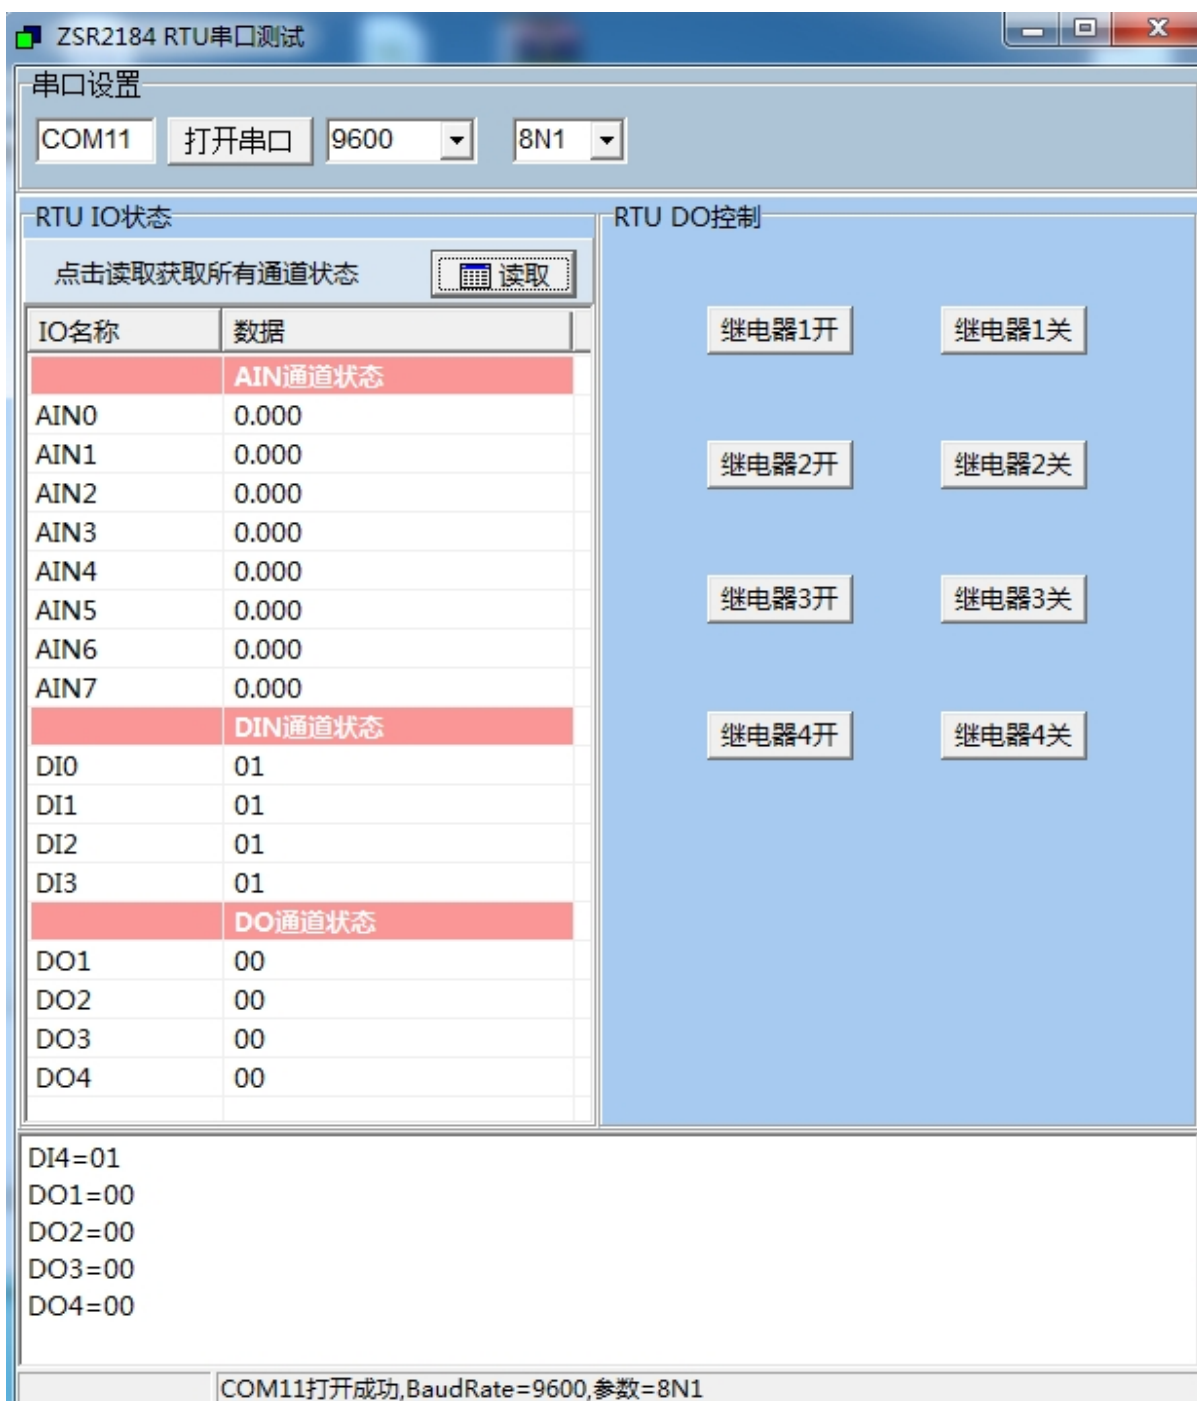 ZSR2184 RTU串口测试
串口设置
COM11 打开串口 9600 8N1
RTU IO状态
点击读取获取所有通道状态 读取
IO名称 数据
AIN通道状态
AIN0 0.000
AIN1 0.000
AIN2 0.000
AIN3 0.000
AIN4 0.000
AIN5 0.000
AIN6 0.000
AIN7 0.000
DIN通道状态
DI0 01
DI1 01
DI2 01
DI3 01
DO通道状态
DO1 00
DO2 00
DO3 00
DO4 00
RTU DO控制
继电器1开 继电器1关
继电器2开 继电器2关
继电器3开 继电器3关
继电器4开 继电器4关
DI4=01
DO1=00
DO2=00
DO3=00
DO4=00
COM11打开成功,BaudRate=9600,参数=8N1